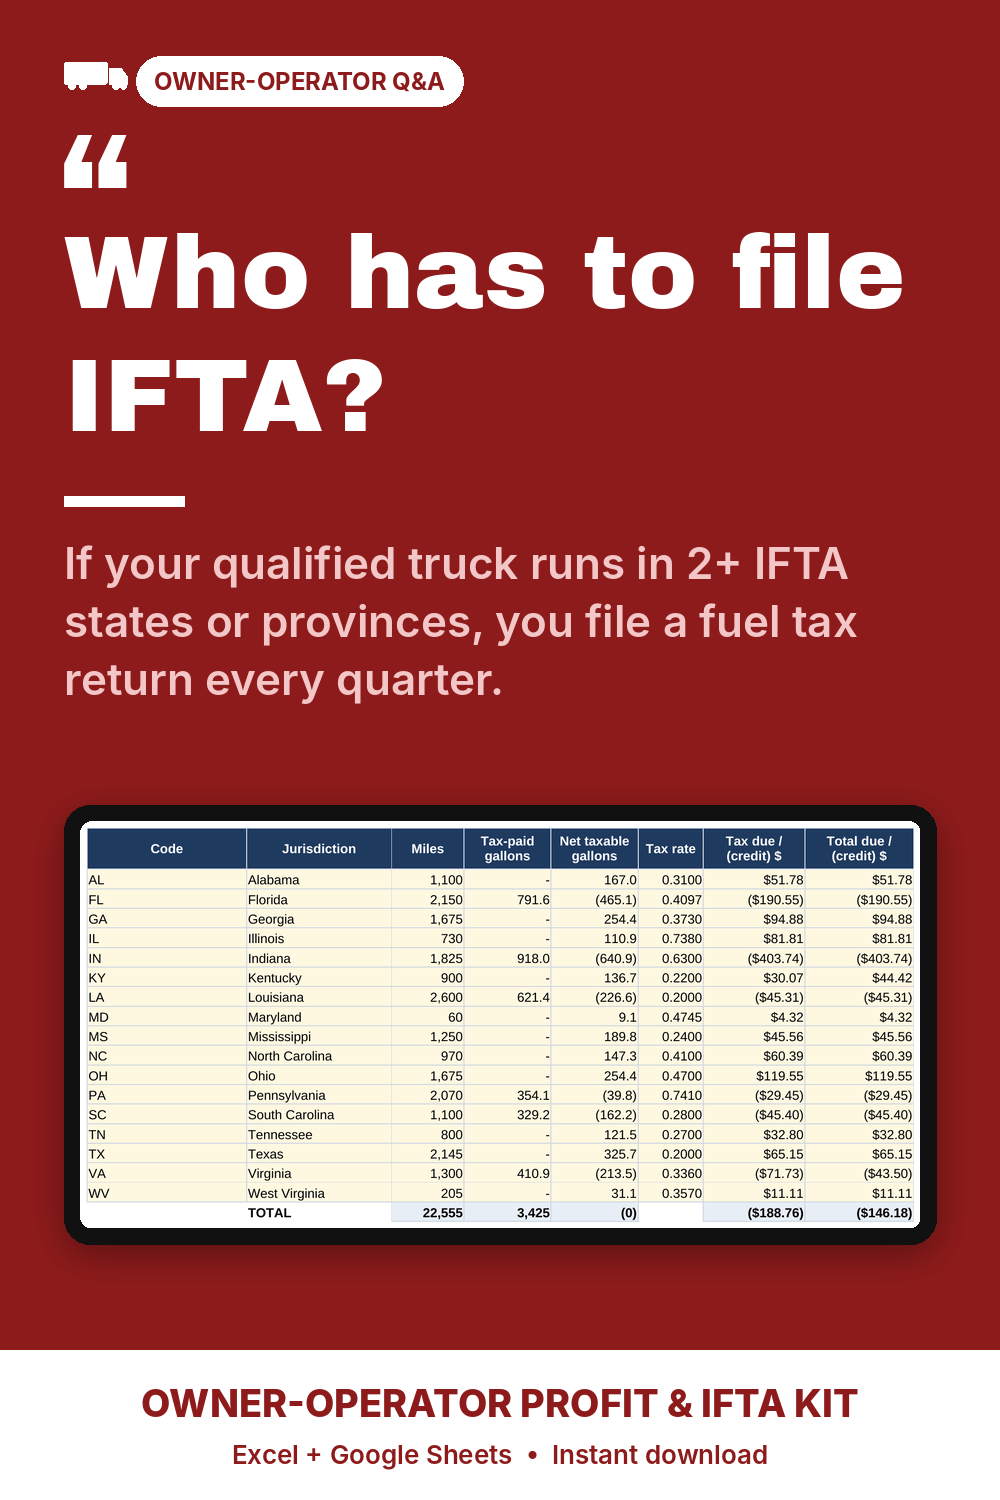 OWNER-OPERATOR Q&A
“
Who has to file
IFTA?
If your qualified truck runs in 2+ IFTA
states or provinces, you file a fuel tax
return every quarter.
Code Jurisdiction Miles Tax-paid gallons Net taxable gallons Tax rate Tax due / (credit) $ Total due / (credit) $
AL Alabama 1,100 - 167.0 0.3100 $51.78 $51.78
FL Florida 2,150 791.6 (465.1) 0.4097 ($190.55) ($190.55)
GA Georgia 1,675 - 254.4 0.3730 $94.88 $94.88
IL Illinois 730 - 110.9 0.7380 $81.81 $81.81
IN Indiana 1,825 918.0 (640.9) 0.6300 ($403.74) ($403.74)
KY Kentucky 900 - 136.7 0.2200 $30.07 $44.42
LA Louisiana 2,600 621.4 (226.6) 0.2000 ($45.31) ($45.31)
MD Maryland 60 - 9.1 0.4745 $4.32 $4.32
MS Mississippi 1,250 - 189.8 0.2400 $45.56 $45.56
NC North Carolina 970 - 147.3 0.4100 $60.39 $60.39
OH Ohio 1,675 - 254.4 0.4700 $119.55 $119.55
PA Pennsylvania 2,070 354.1 (39.8) 0.7410 ($29.45) ($29.45)
SC South Carolina 1,100 329.2 (162.2) 0.2800 ($45.40) ($45.40)
TN Tennessee 800 - 121.5 0.2700 $32.80 $32.80
TX Texas 2,145 - 325.7 0.2000 $65.15 $65.15
VA Virginia 1,300 410.9 (213.5) 0.3360 ($71.73) ($43.50)
WV West Virginia 205 - 31.1 0.3570 $11.11 $11.11
TOTAL 22,555 3,425 (0) ($188.76) ($146.18)
OWNER-OPERATOR PROFIT & IFTA KIT
Excel + Google Sheets • Instant download